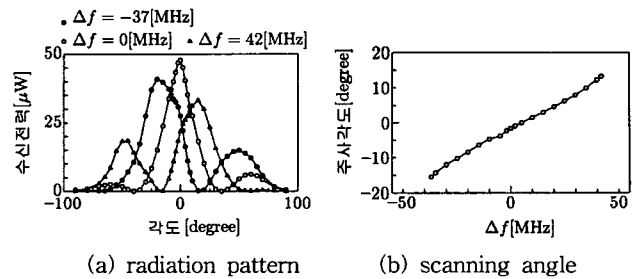 • Δf = −37[MHz]
∘ Δf = 0[MHz] ▲ Δf = 42[MHz]
수신전력[μW]
50
25
0
−100 0 100
각도 [degree]
(a) radiation pattern
주사각도 [degree]
20
10
0
−10
−20
−50 0 50
Δf[MHz]
(b) scanning angle